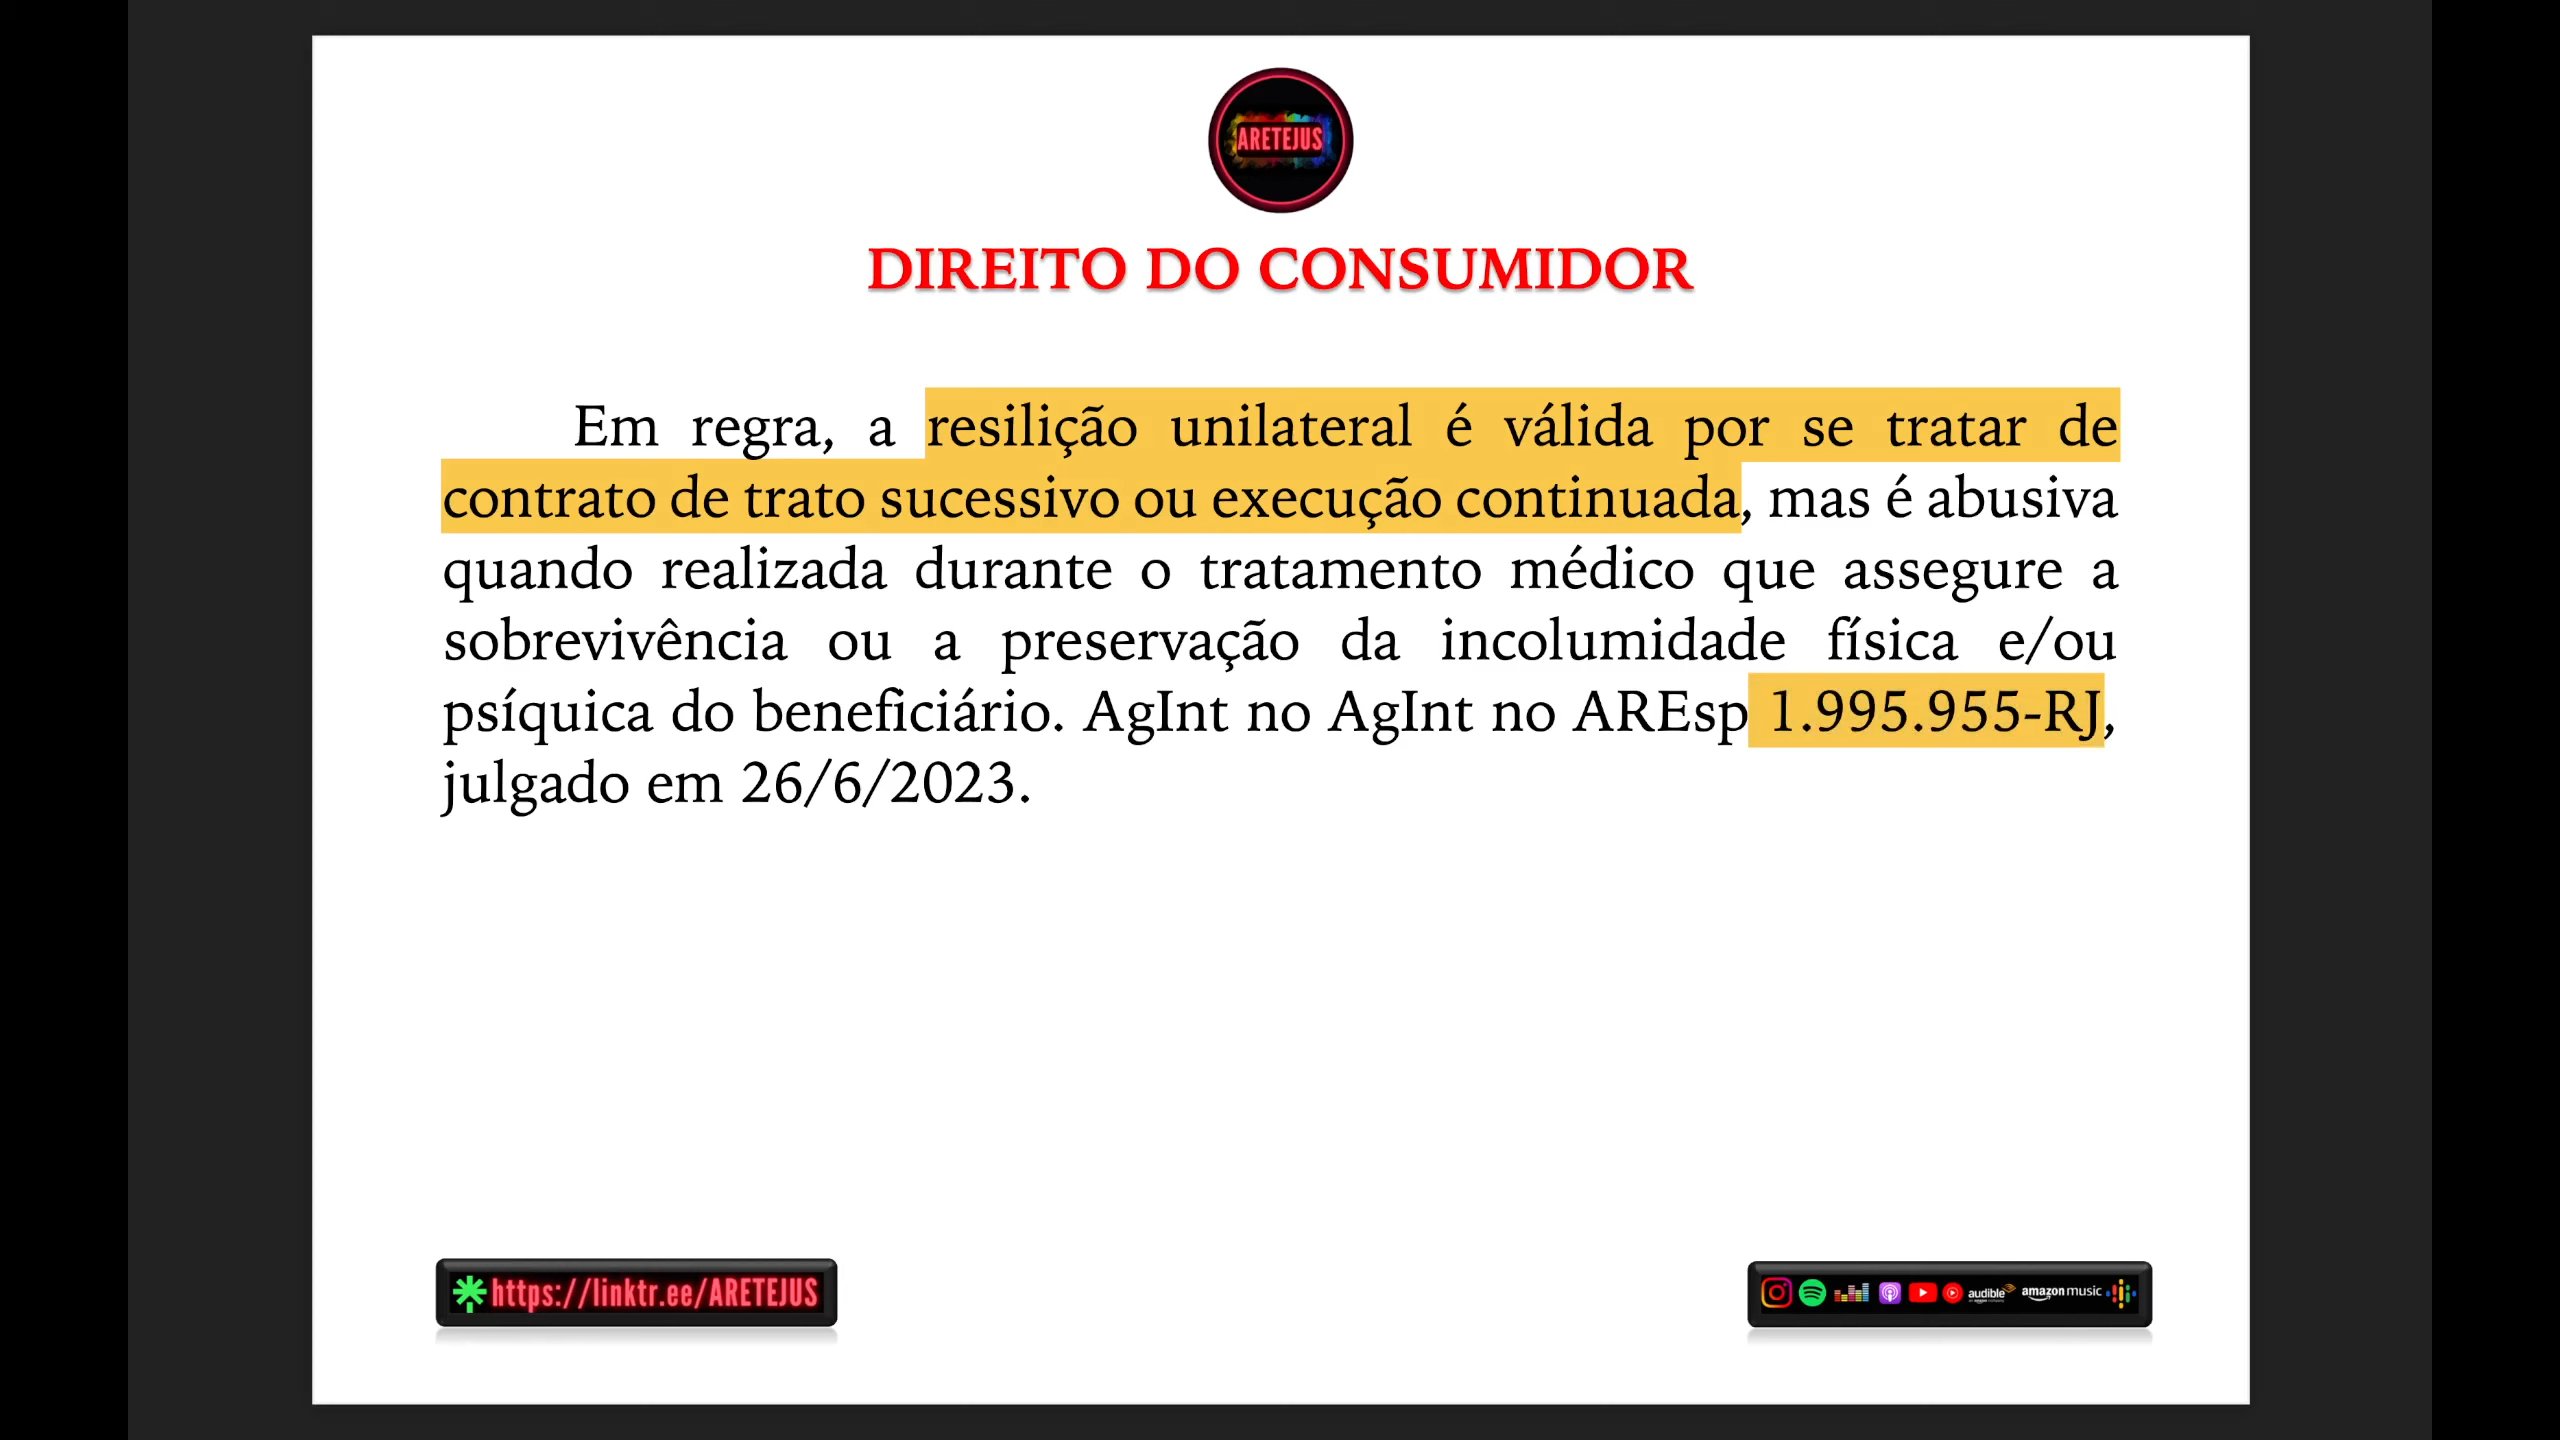 ARETEJUS
DIREITO DO CONSUMIDOR
Em regra, a resilição unilateral é válida por se tratar de
contrato de trato sucessivo ou execução continuada, mas é abusiva
quando realizada durante o tratamento médico que assegure a
sobrevivência ou a preservação da incolumidade física e/ou
psíquica do beneficiário. AgInt no AgInt no AREsp 1.995.955-RJ,
julgado em 26/6/2023.
https://linktr.ee/ARETEJUS
audible amazon music